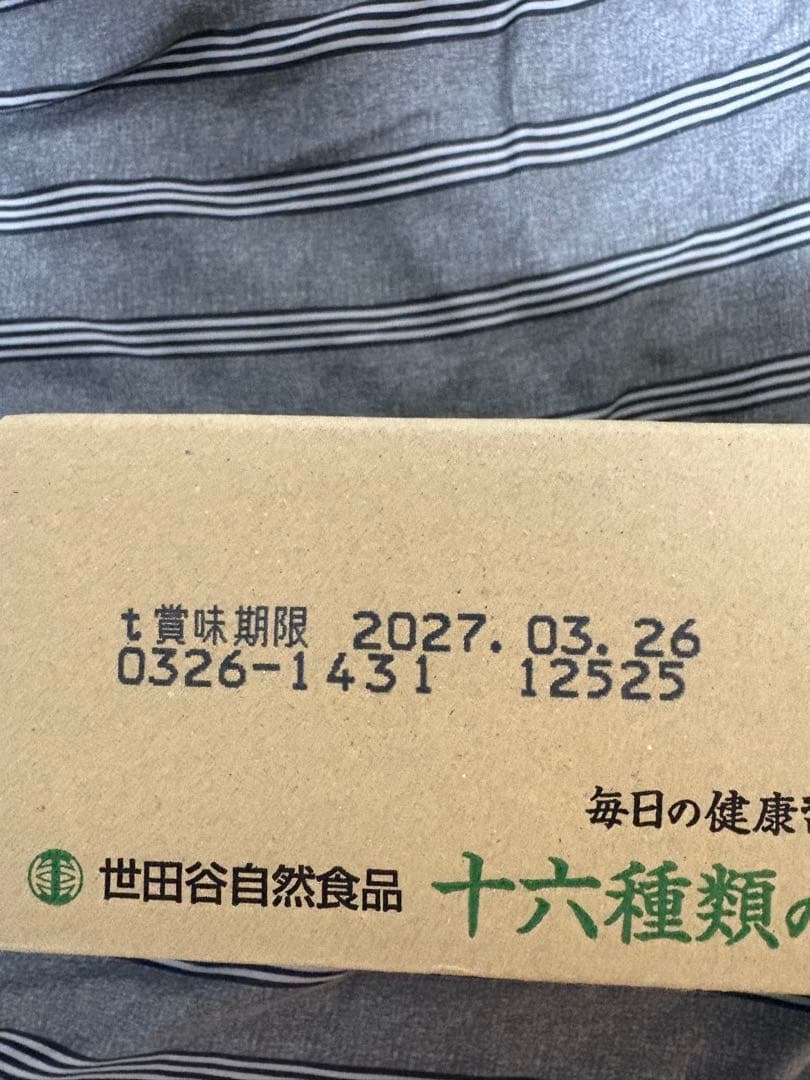 t賞味期限 2027.03.26
0326-1431 12525
毎日の健康
世田谷自然食品 十六種類の